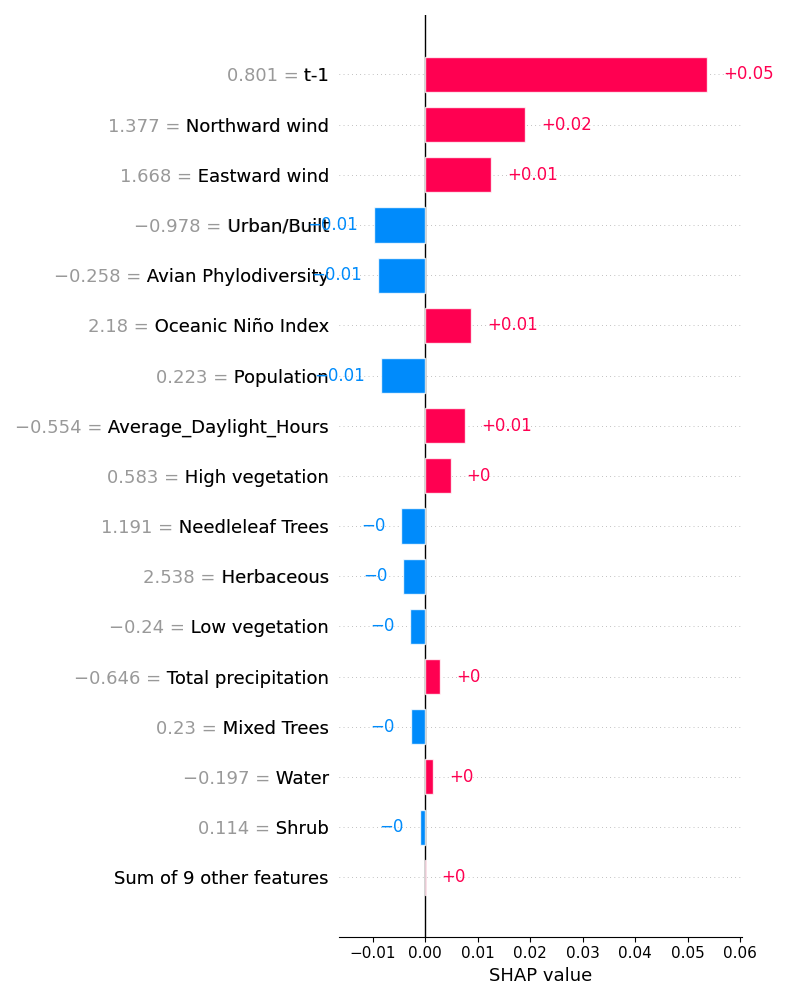 0.801 = t-1 +0.05
1.377 = Northward wind +0.02
1.668 = Eastward wind +0.01
−0.978 = Urban/Built −0.01
−0.258 = Avian Phylodiversity −0.01
2.18 = Oceanic Niño Index +0.01
0.223 = Population −0.01
−0.554 = Average_Daylight_Hours +0.01
0.583 = High vegetation +0
1.191 = Needleleaf Trees −0
2.538 = Herbaceous −0
−0.24 = Low vegetation −0
−0.646 = Total precipitation +0
0.23 = Mixed Trees −0
−0.197 = Water +0
0.114 = Shrub −0
Sum of 9 other features +0
−0.01 0.00 0.01 0.02 0.03 0.04 0.05 0.06
SHAP value